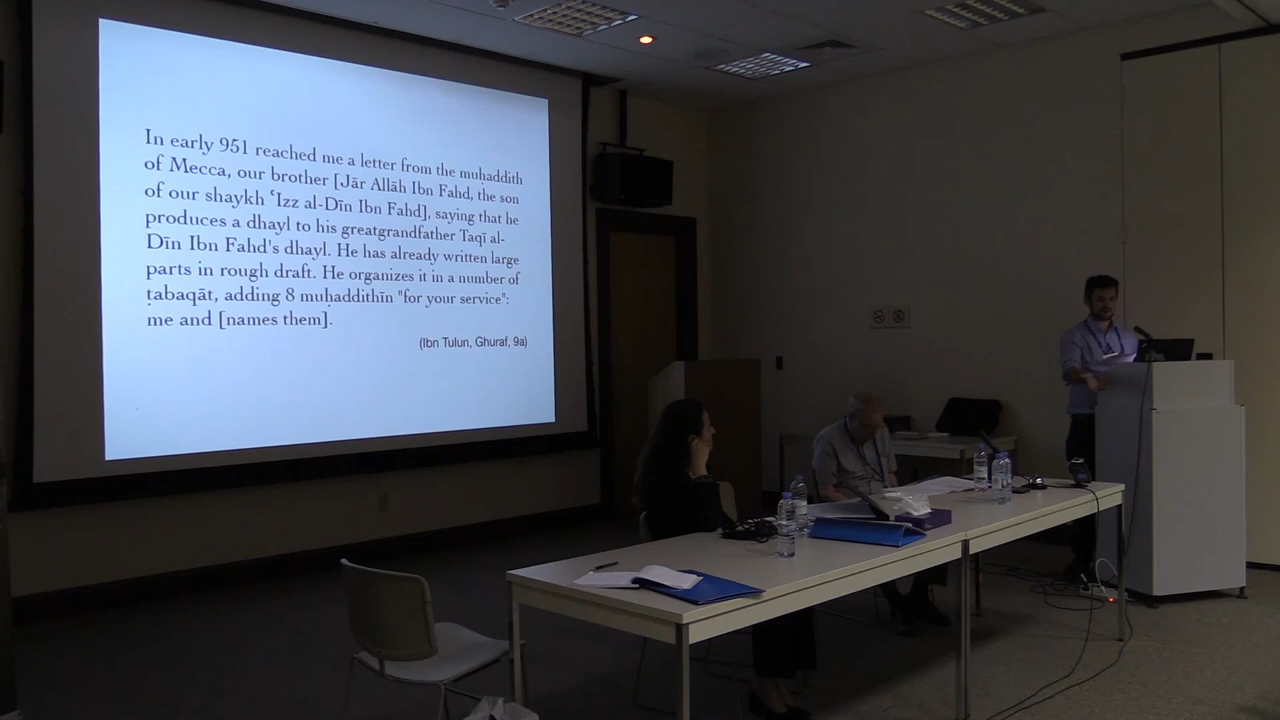 In early 951 reached me a letter from the muḥaddith
of Mecca, our brother [Jār Allāh Ibn Fahd, the son
of our shaykh ʿIzz al-Dīn Ibn Fahd], saying that he
produces a dhayl to his greatgrandfather Taqī al-
Dīn Ibn Fahd's dhayl. He has already written large
parts in rough draft. He organizes it in a number of
ṭabaqāt, adding 8 muḥaddithīn "for your service":
me and [names them].
(Ibn Tulun, Ghuraf, 9a)